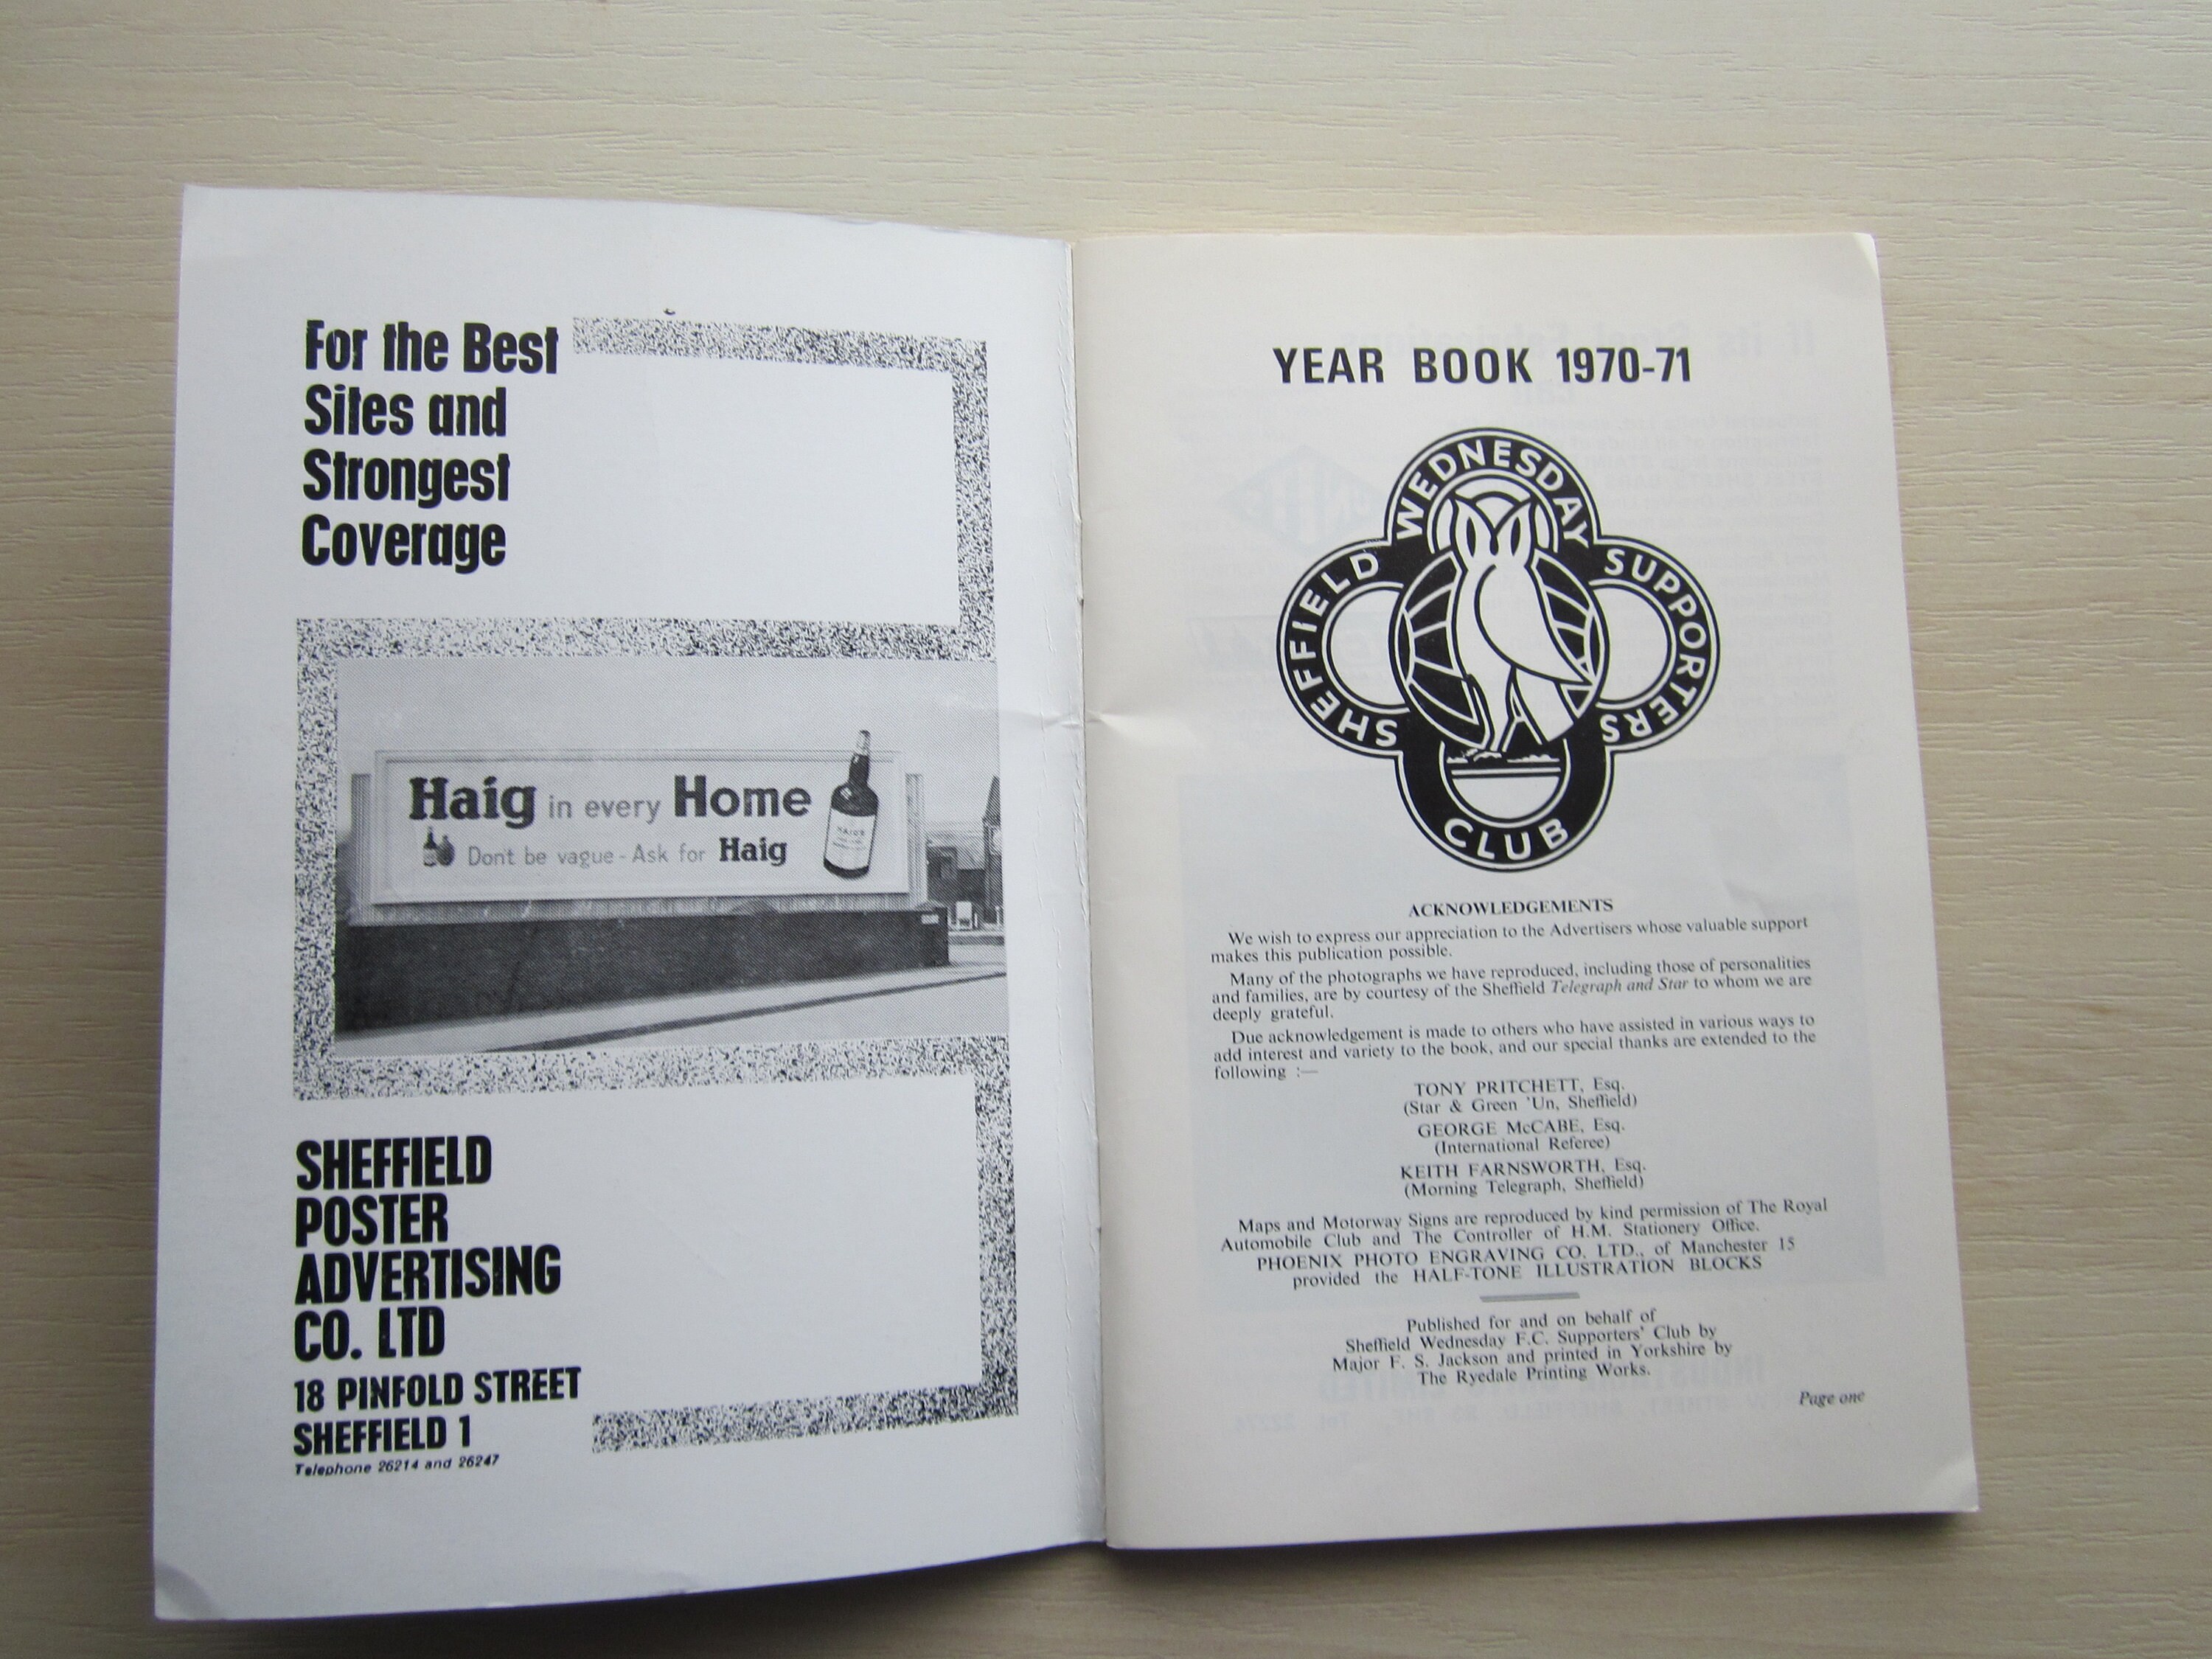 For the Best
Sites and
Strongest
Coverage
Haig in every Home
Don't be vague - Ask for Haig
HAIG'S
SHEFFIELD
POSTER
ADVERTISING
CO. LTD
18 PINFOLD STREET
SHEFFIELD 1
Telephone 26214 and 26247
YEAR BOOK 1970-71
SHEFFIELD WEDNESDAY SUPPORTERS CLUB
ACKNOWLEDGEMENTS
We wish to express our appreciation to the Advertisers whose valuable support
makes this publication possible.
Many of the photographs we have reproduced, including those of personalities
and families, are by courtesy of the Sheffield Telegraph and Star to whom we are
deeply grateful.
Due acknowledgement is made to others who have assisted in various ways to
add interest and variety to the book, and our special thanks are extended to the
following :—
TONY PRITCHETT, Esq.
(Star & Green 'Un, Sheffield)
GEORGE McCABE, Esq.
(International Referee)
KEITH FARNSWORTH, Esq.
(Morning Telegraph, Sheffield)
Maps and Motorway Signs are reproduced by kind permission of The Royal
Automobile Club and The Controller of H.M. Stationery Office.
PHOENIX PHOTO ENGRAVING CO. LTD., of Manchester 15
provided the HALF-TONE ILLUSTRATION BLOCKS
Published for and on behalf of
Sheffield Wednesday F.C. Supporters' Club by
Major F. S. Jackson and printed in Yorkshire by
The Ryedale Printing Works.
Page one